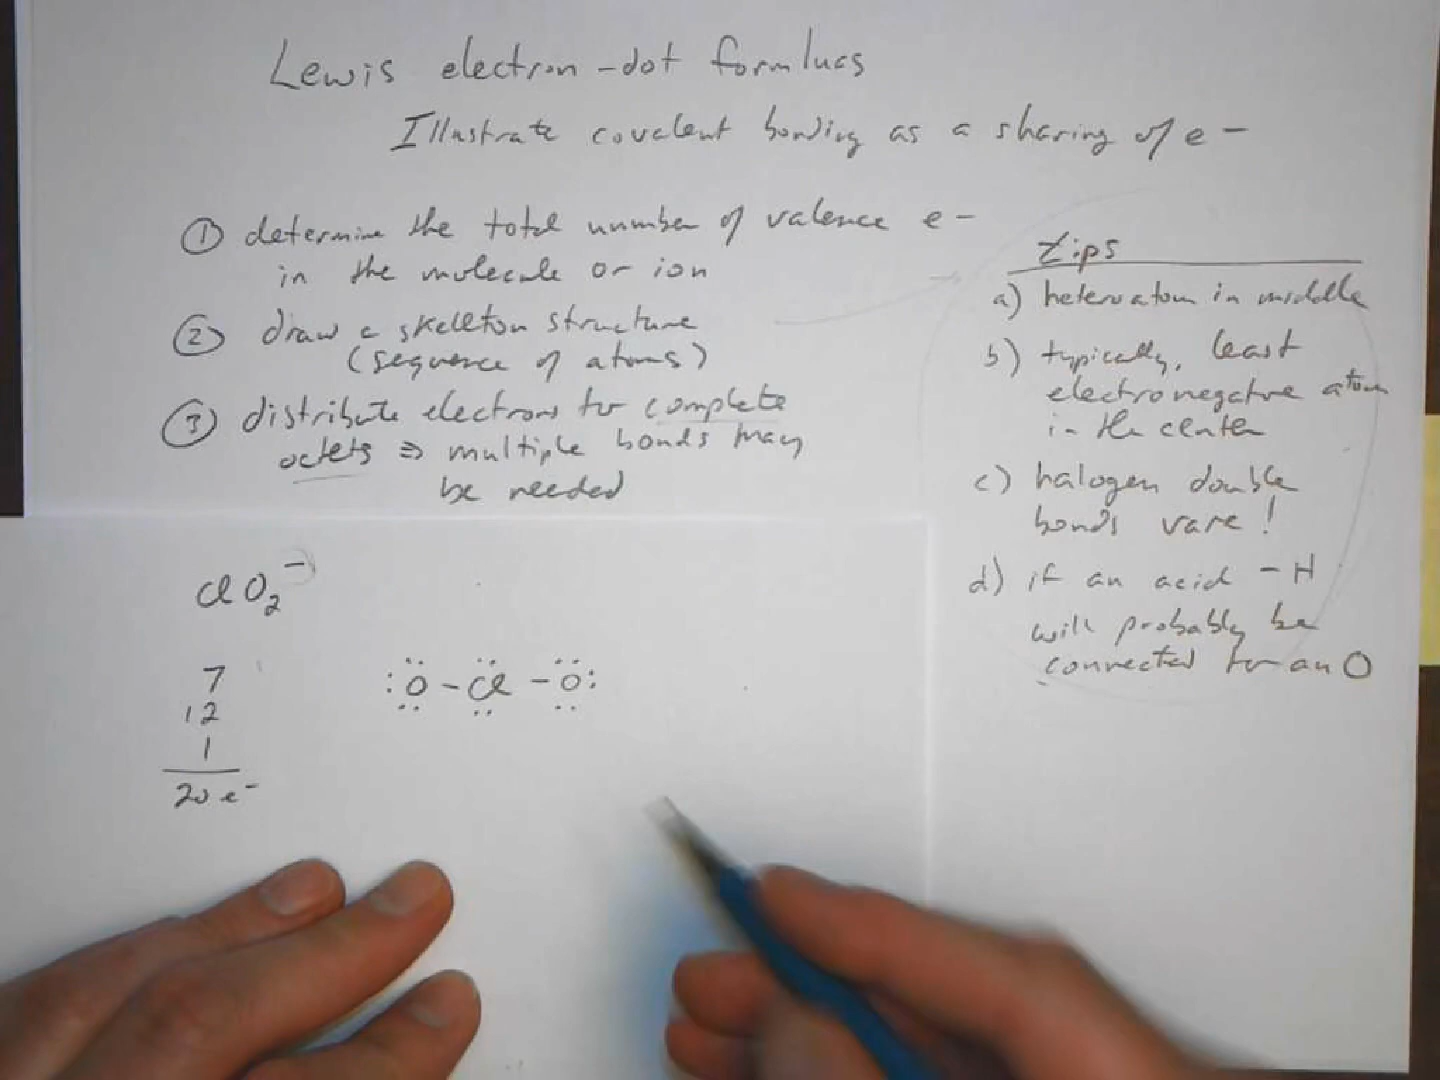 Lewis electron-dot formluas
Illustrate covalent bonding as a sharing of e-
① determine the total number of valence e-
in the molecule or ion
② draw a skelton structure
(sequence of atoms)
③ distribute electrons to complete
octets ⇒ multiple bonds may
be needed
Tips
a) heteroatom in middle
b) typically, least
electronegative atom
in the center
c) halogen double
bonds rare!
d) if an acid - H
will probably be
connected to an O
ClO₂⁻
7
12
1
20 e⁻
:Ö-Cl-Ö: